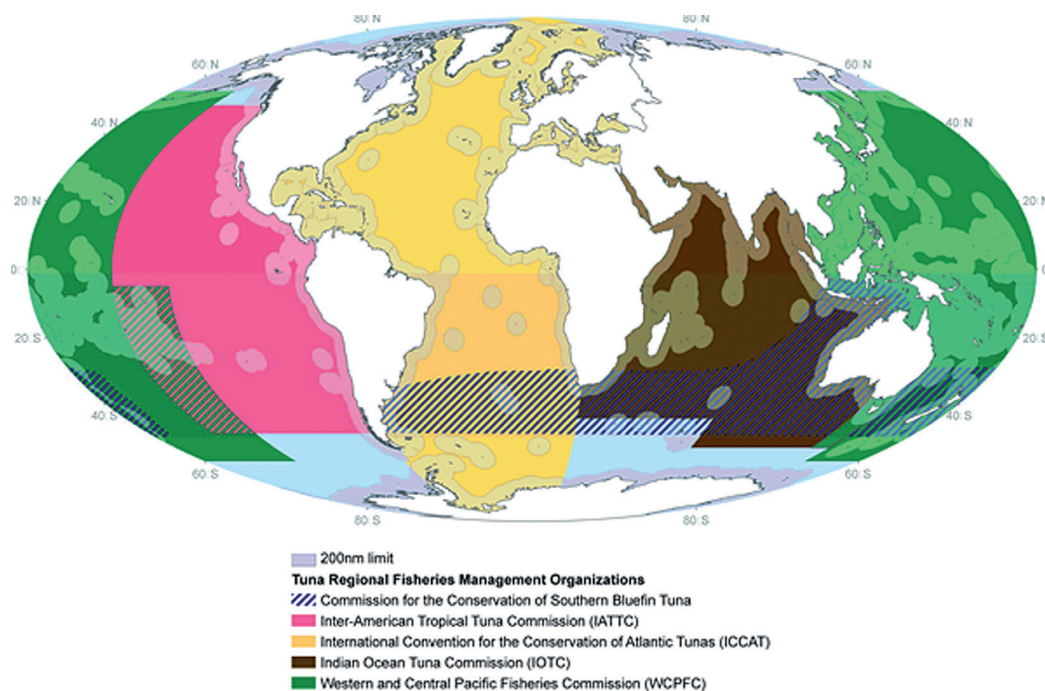 80○N 80○N
60○N 60○N
40○N 40○N
20○N 20○N
0○ 0○
20○S 20○S
40○S 40○S
60○S 60○S
80○S 80○S
200nm limit
Tuna Regional Fisheries Management Organizations
Commission for the Conservation of Southern Bluefin Tuna
Inter-American Tropical Tuna Commission (IATTC)
International Convention for the Conservation of Atlantic Tunas (ICCAT)
Indian Ocean Tuna Commission (IOTC)
Western and Central Pacific Fisheries Commission (WCPFC)